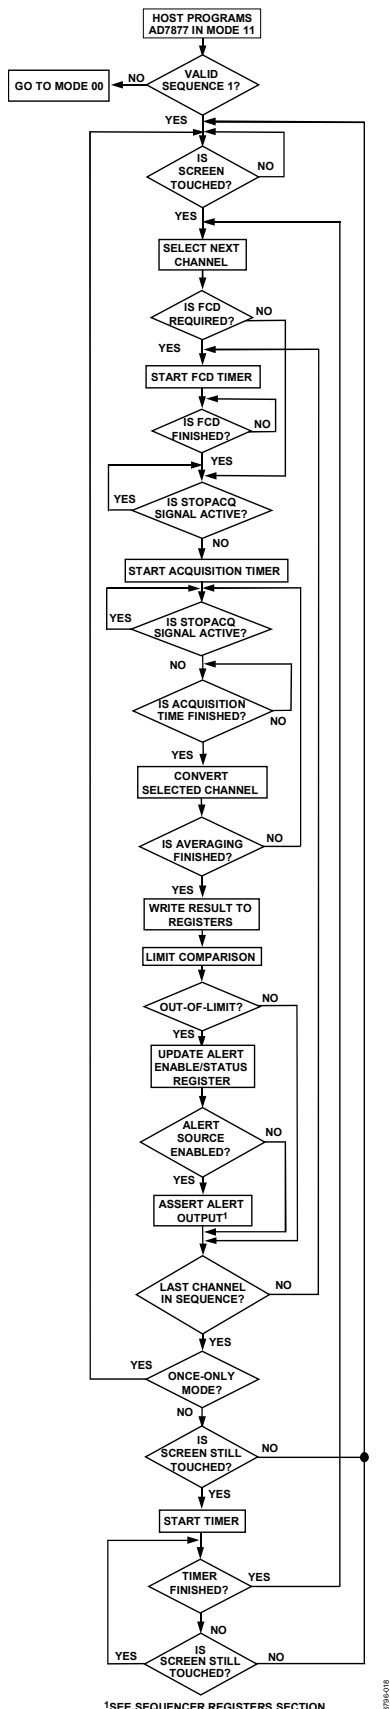 HOST PROGRAMS
AD7877 IN MODE 11
VALID
SEQUENCE 1?
NO
GO TO MODE 00
YES
IS
SCREEN
TOUCHED?
NO
YES
SELECT NEXT
CHANNEL
IS FCD
REQUIRED?
NO
YES
START FCD TIMER
IS FCD
FINISHED?
NO
YES
IS STOPACQ
SIGNAL ACTIVE?
YES
NO
START ACQUISITION TIMER
IS STOPACQ
SIGNAL ACTIVE?
YES
NO
IS ACQUISITION
TIME FINISHED?
NO
YES
CONVERT
SELECTED CHANNEL
IS AVERAGING
FINISHED?
NO
YES
WRITE RESULT TO
REGISTERS
LIMIT COMPARISON
OUT-OF-LIMIT?
NO
YES
UPDATE ALERT
ENABLE/STATUS
REGISTER
ALERT
SOURCE
ENABLED?
NO
YES
ASSERT ALERT
OUTPUT1
LAST CHANNEL
IN SEQUENCE?
NO
YES
ONCE-ONLY
MODE?
YES
NO
IS
SCREEN STILL
TOUCHED?
NO
YES
START TIMER
TIMER
FINISHED?
YES
NO
IS
SCREEN STILL
TOUCHED?
YES
NO
1SEE SEQUENCER REGISTERS SECTION